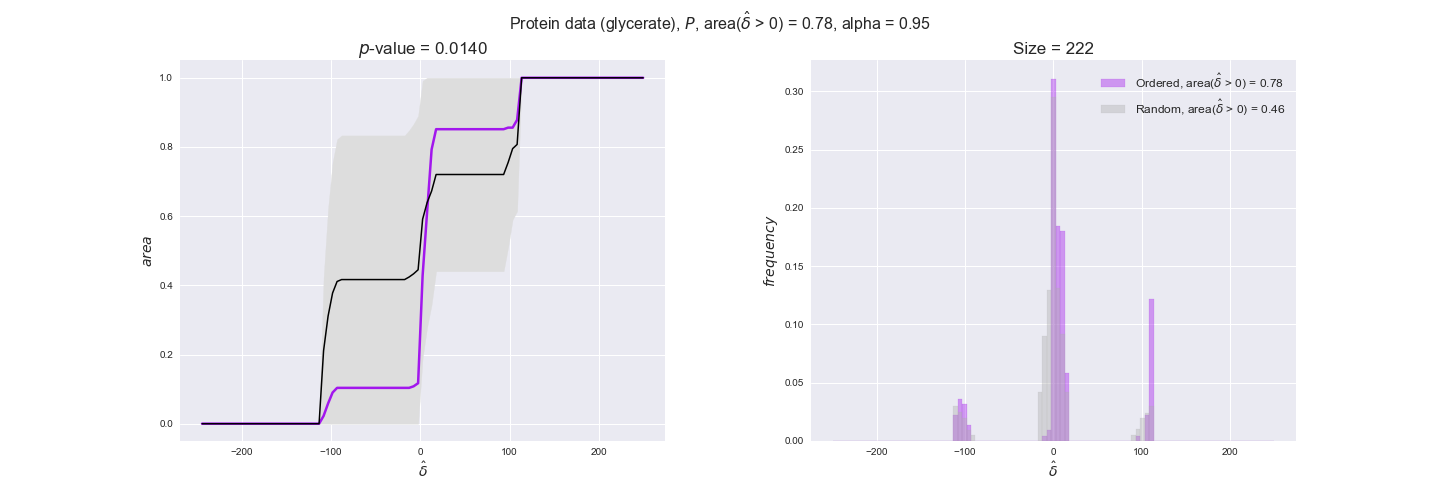 Protein data (glycerate), P, area(δ̂ > 0) = 0.78, alpha = 0.95
p-value = 0.0140
1.0
0.8
0.6
0.4
0.2
0.0
area
−200 −100 0 100 200
δ̂
Size = 222
Ordered, area(δ̂ > 0) = 0.78
Random, area(δ̂ > 0) = 0.46
0.30
0.25
0.20
0.15
0.10
0.05
0.00
frequency
−200 −100 0 100 200
δ̂